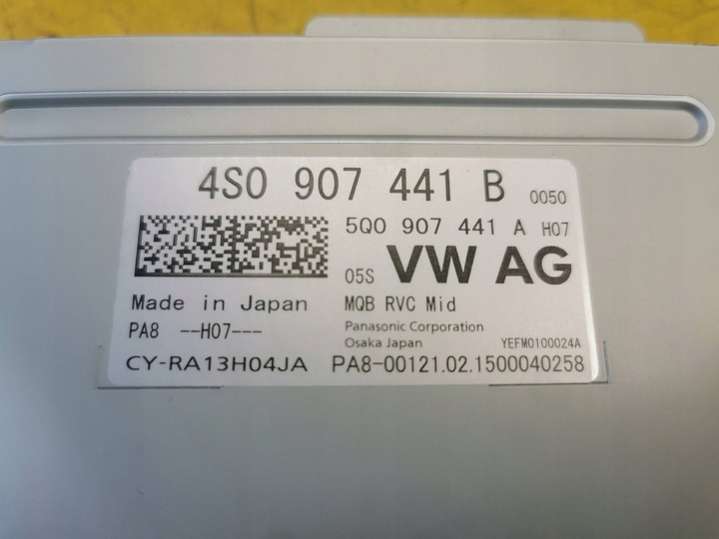 4S0 907 441 B 0050
5Q0 907 441 A H07
05S VW AG
Made in Japan MQB RVC Mid
PA8 --H07--- Panasonic Corporation
Osaka Japan YEFM0100024A
CY-RA13H04JA PA8-00121.02.1500040258